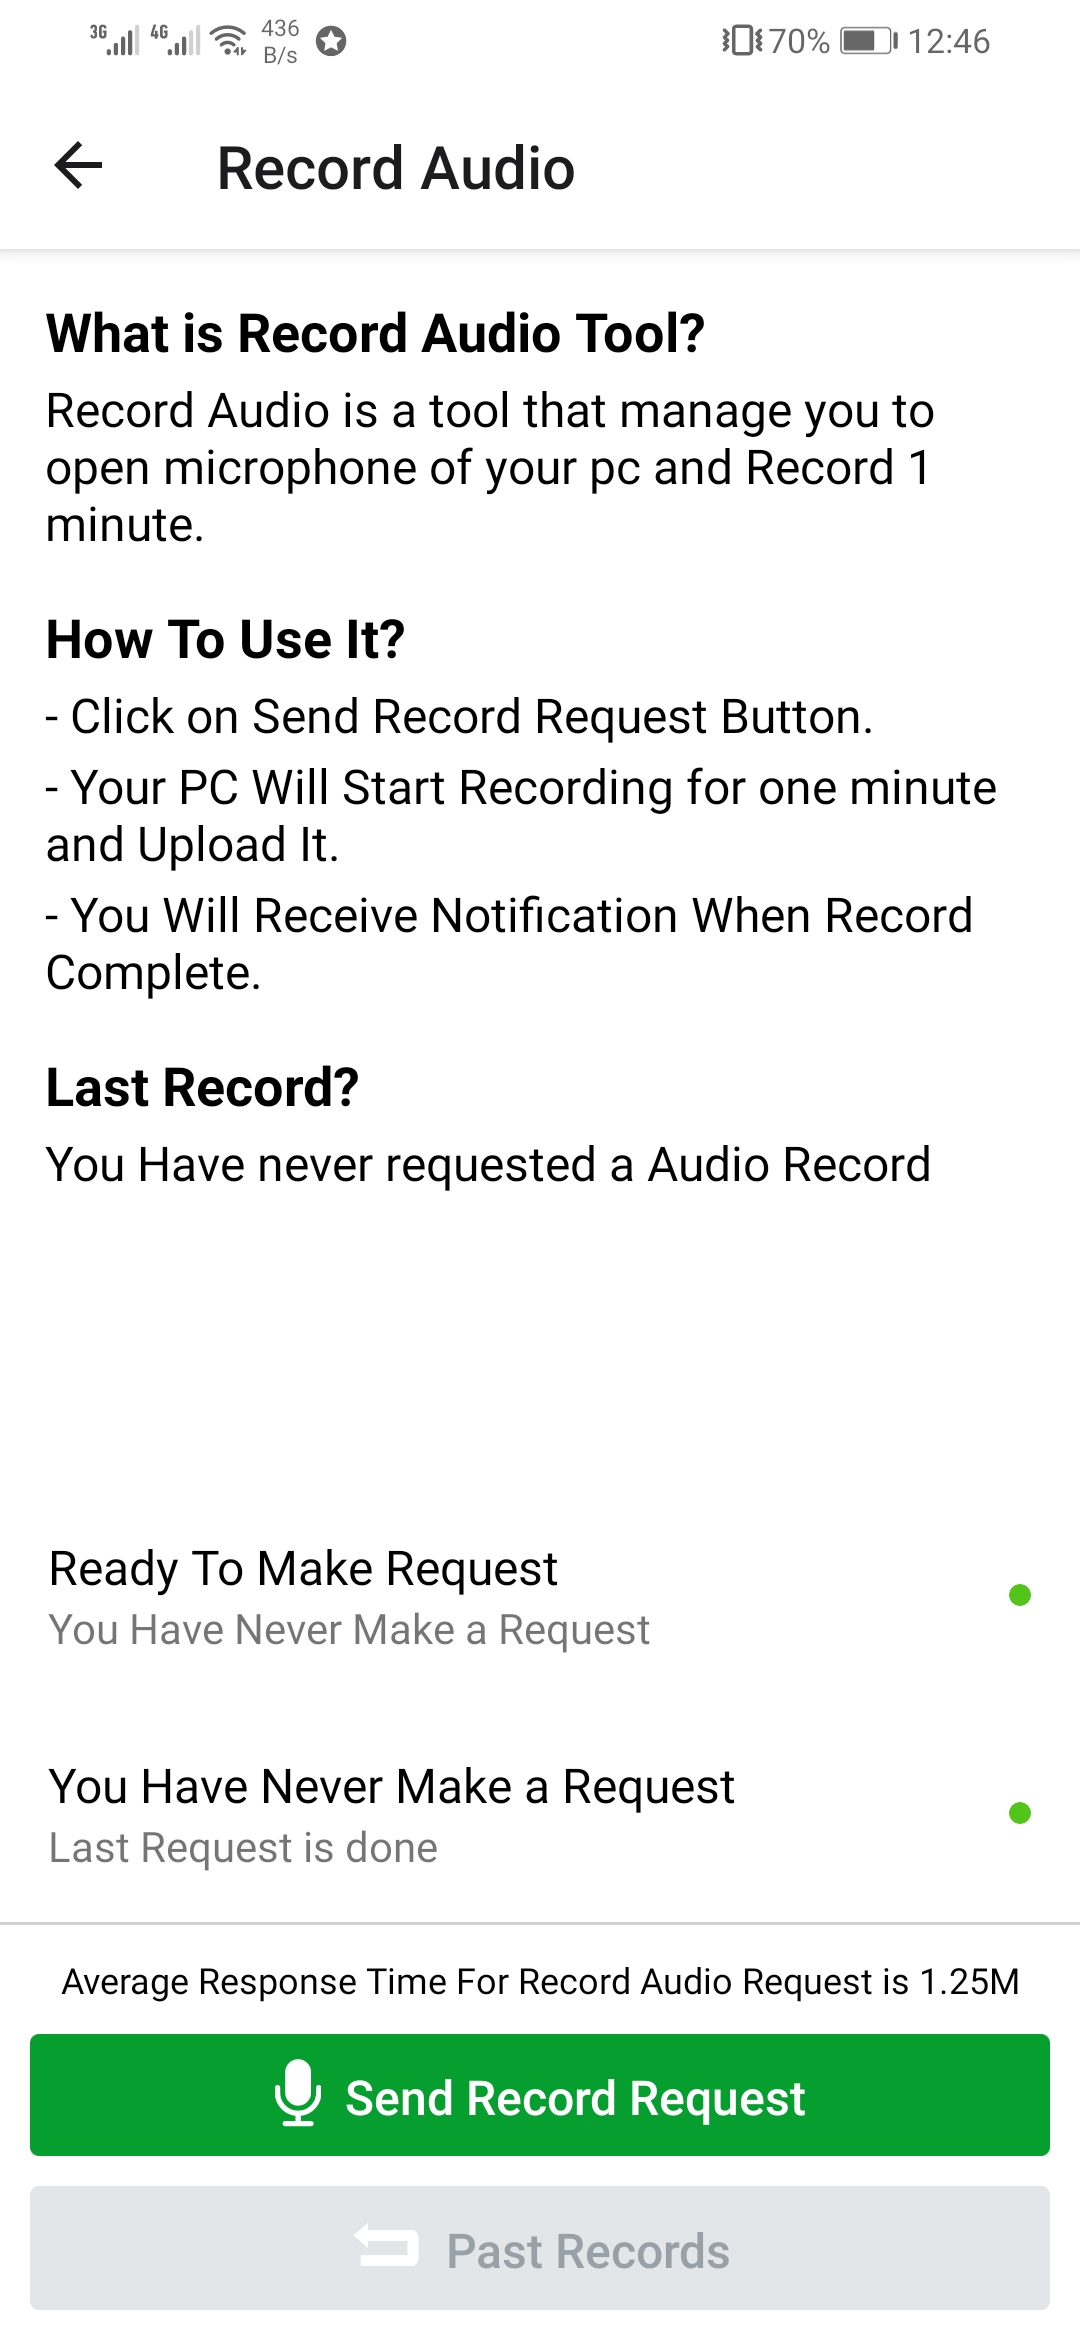 3G 4G 436 B/s 70% 12:46
Record Audio
What is Record Audio Tool?
Record Audio is a tool that manage you to
open microphone of your pc and Record 1
minute.
How To Use It?
- Click on Send Record Request Button.
- Your PC Will Start Recording for one minute
and Upload It.
- You Will Receive Notification When Record
Complete.
Last Record?
You Have never requested a Audio Record
Ready To Make Request
You Have Never Make a Request
You Have Never Make a Request
Last Request is done
Average Response Time For Record Audio Request is 1.25M
Send Record Request
Past Records